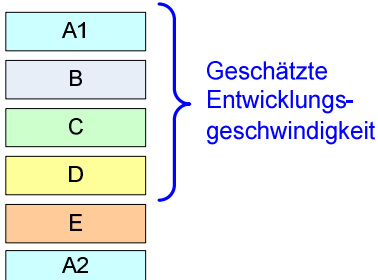 A1
B
C
D
E
A2
Geschätzte
Entwicklungs-
geschwindigkeit